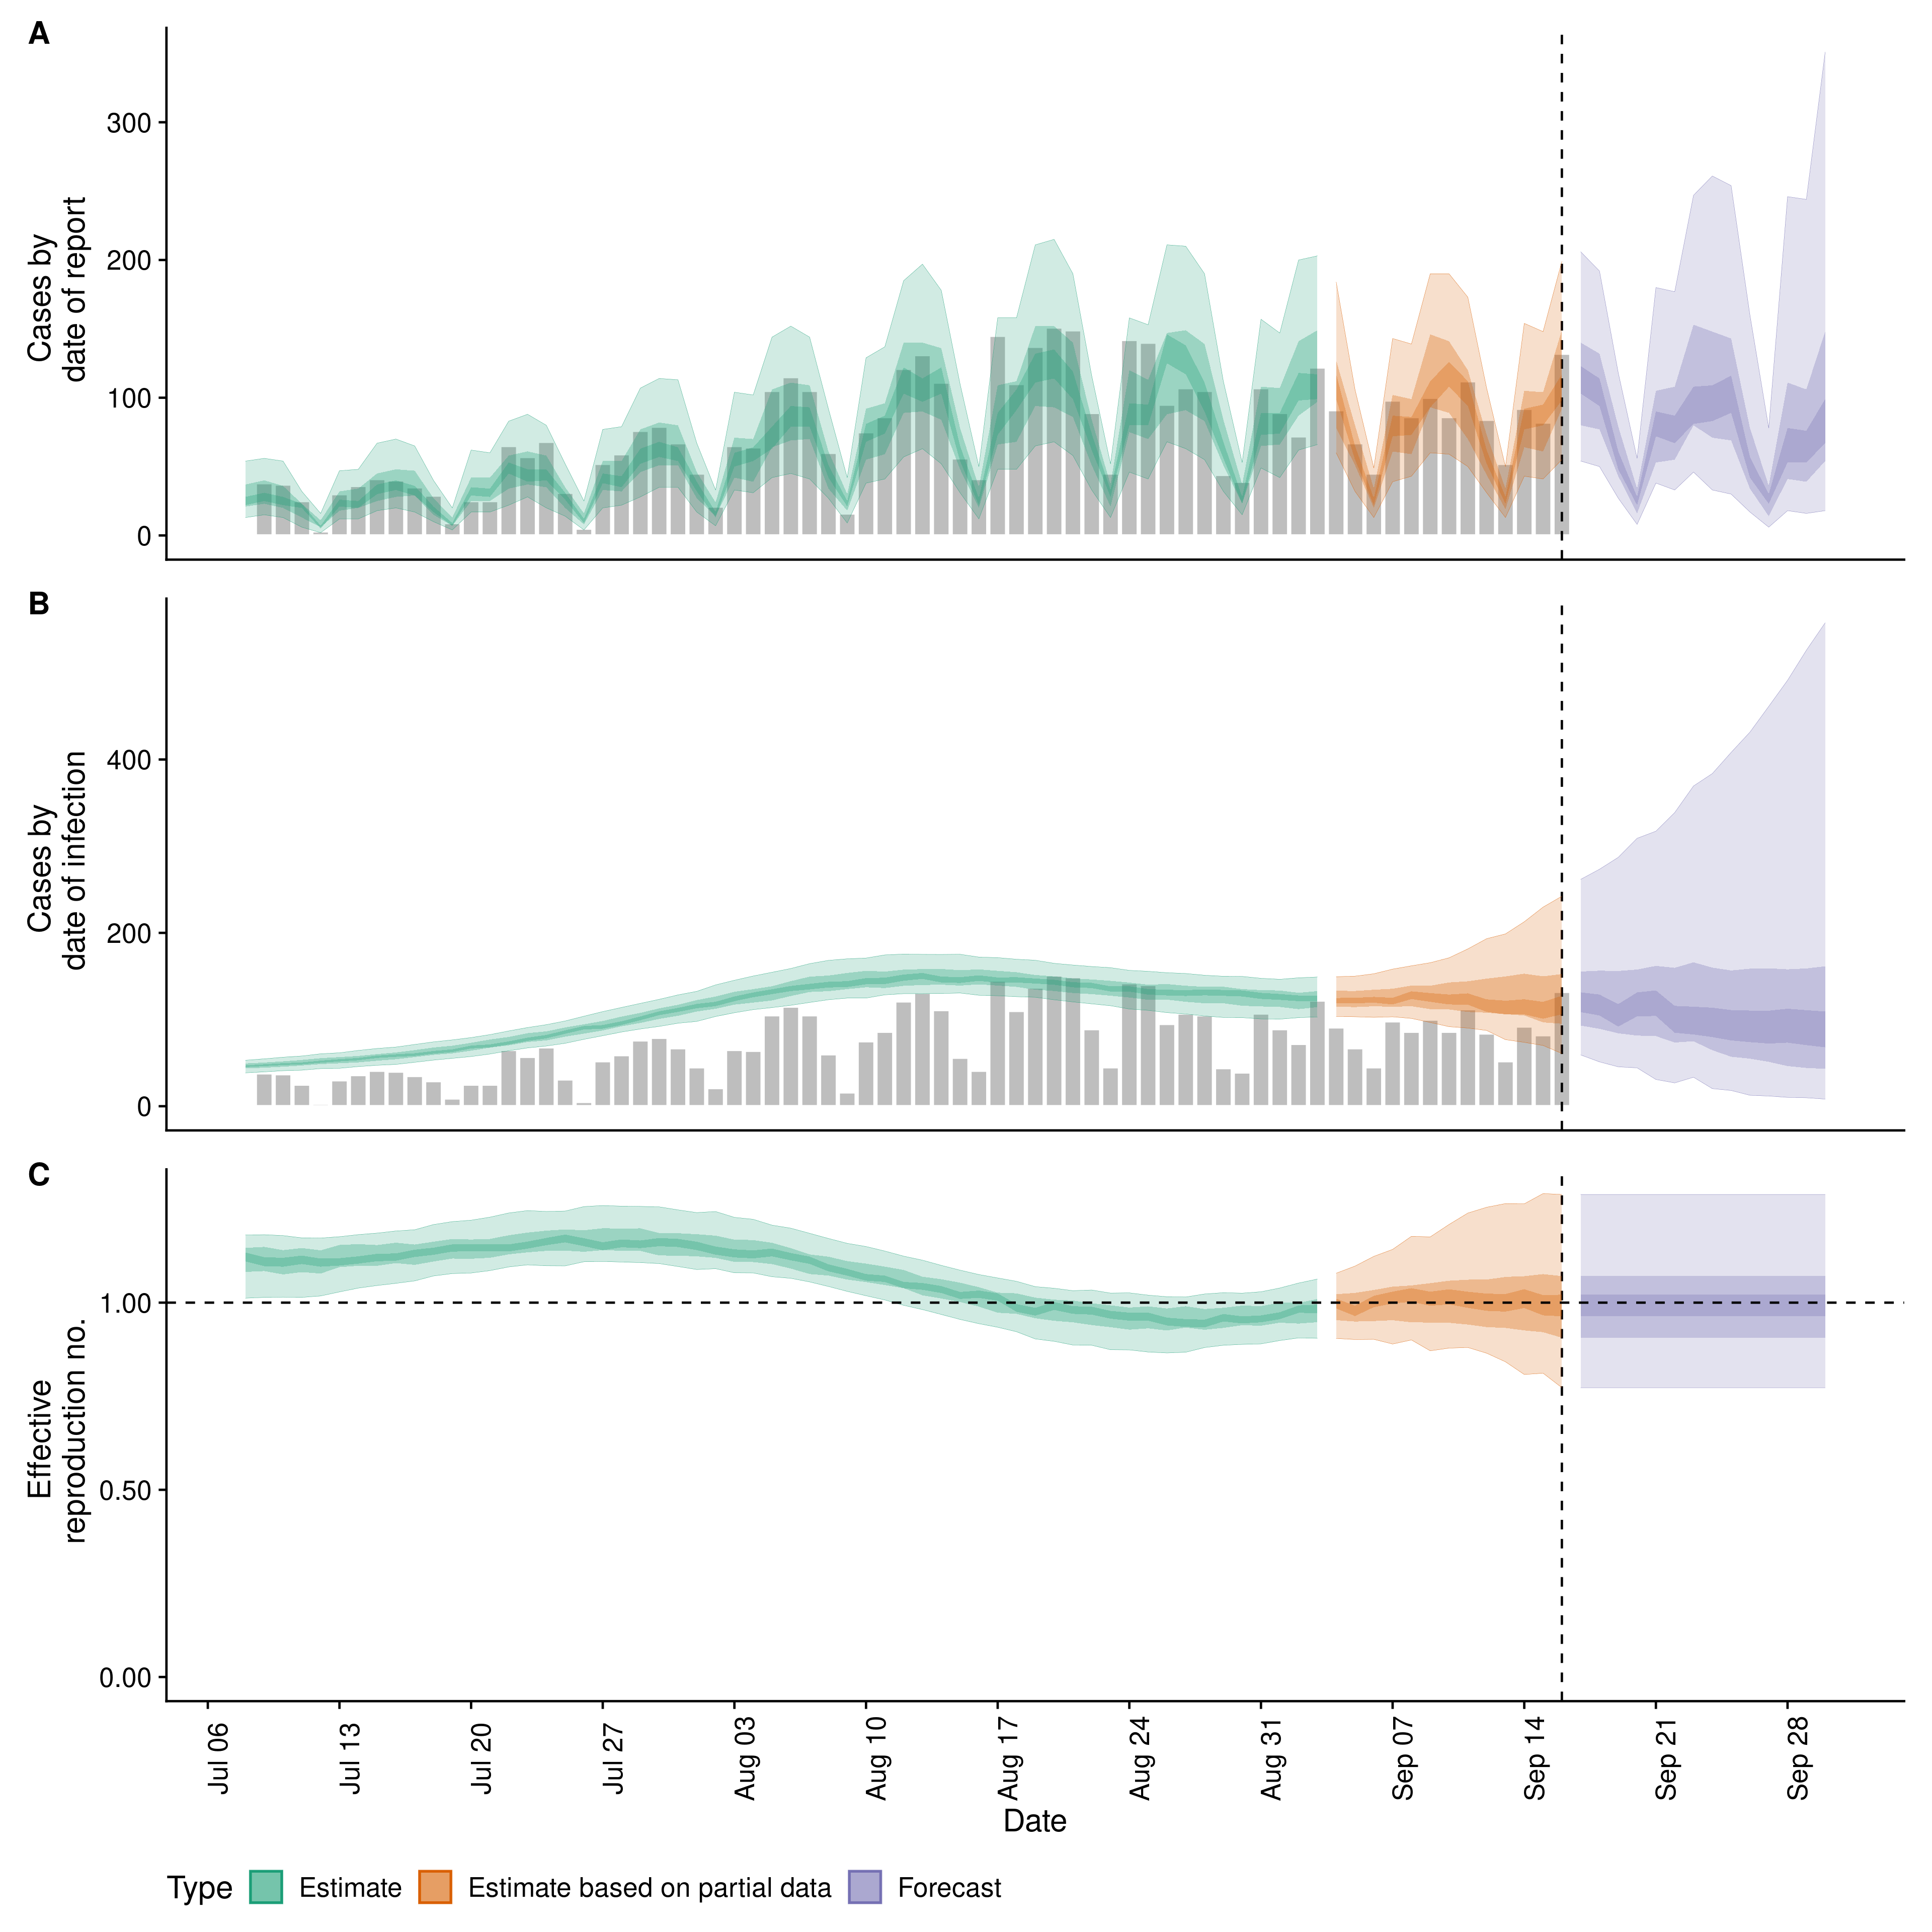 A
Cases by
date of report
300
200
100
0
B
Cases by
date of infection
400
200
0
C
Effective
reproduction no.
1.00
0.50
0.00
Jul 06
Jul 13
Jul 20
Jul 27
Aug 03
Aug 10
Aug 17
Aug 24
Aug 31
Sep 07
Sep 14
Sep 21
Sep 28
Date
Type Estimate Estimate based on partial data Forecast